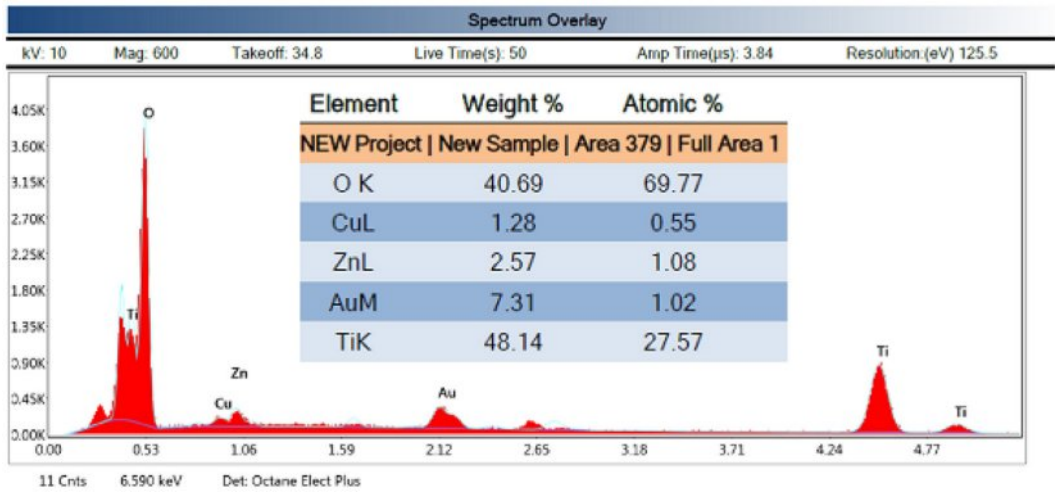 Spectrum Overlay
kV: 10 Mag: 600 Takeoff: 34.8 Live Time(s): 50 Amp Time(µs): 3.84 Resolution:(eV) 125.5
Element Weight % Atomic %
NEW Project | New Sample | Area 379 | Full Area 1
O K 40.69 69.77
CuL 1.28 0.55
ZnL 2.57 1.08
AuM 7.31 1.02
TiK 48.14 27.57
4.05K
3.60K
3.15K
2.70K
2.25K
1.80K
1.35K
0.90K
0.45K
0.00K
O
Ti
Cu
Zn
Au
Ti
Ti
0.00 0.53 1.06 1.59 2.12 2.65 3.18 3.71 4.24 4.77
11 Cnts 6.590 keV Det: Octane Elect Plus